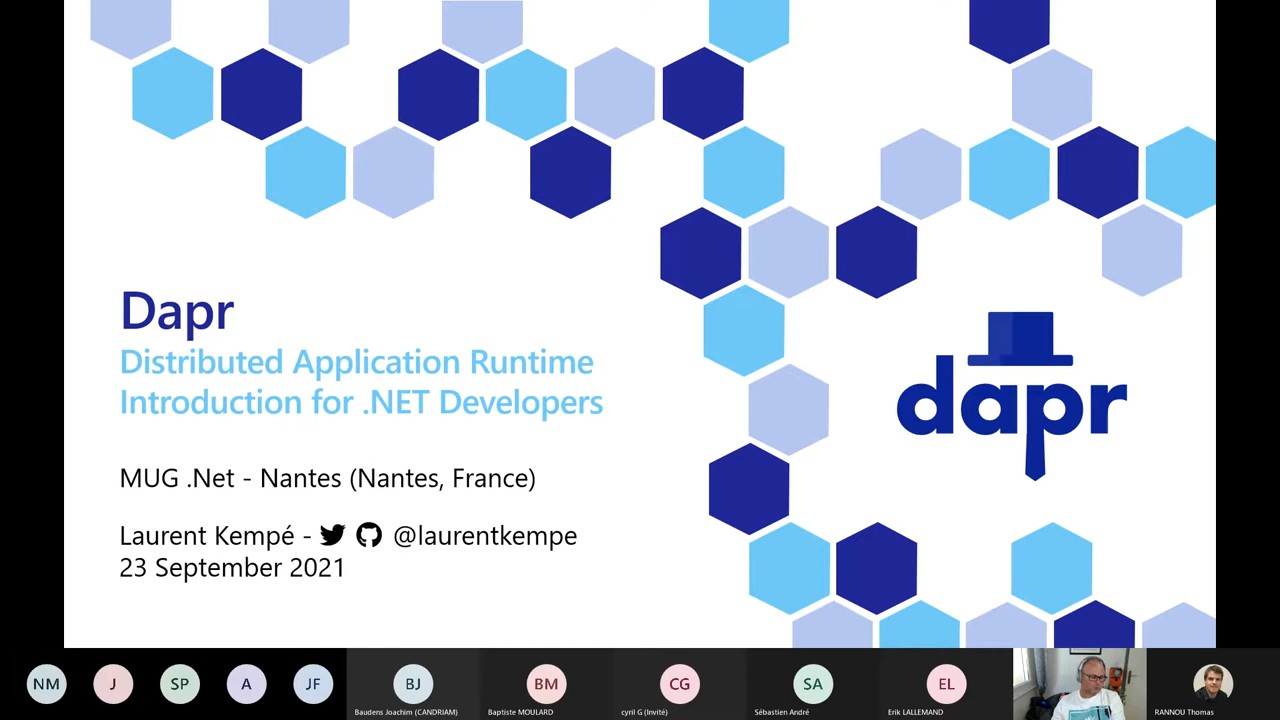 Dapr
Distributed Application Runtime
Introduction for .NET Developers
MUG .Net - Nantes (Nantes, France)
Laurent Kempé - @laurentkempe
23 September 2021
dapr
NM
J
SP
A
JF
BJ
BM
CG
SA
EL
Baudens Joachim (CANDRIAM)
Baptiste MOULARD
cyril G (Invité)
Sébastien André
Erik LALLEMAND
RANNOU Thomas